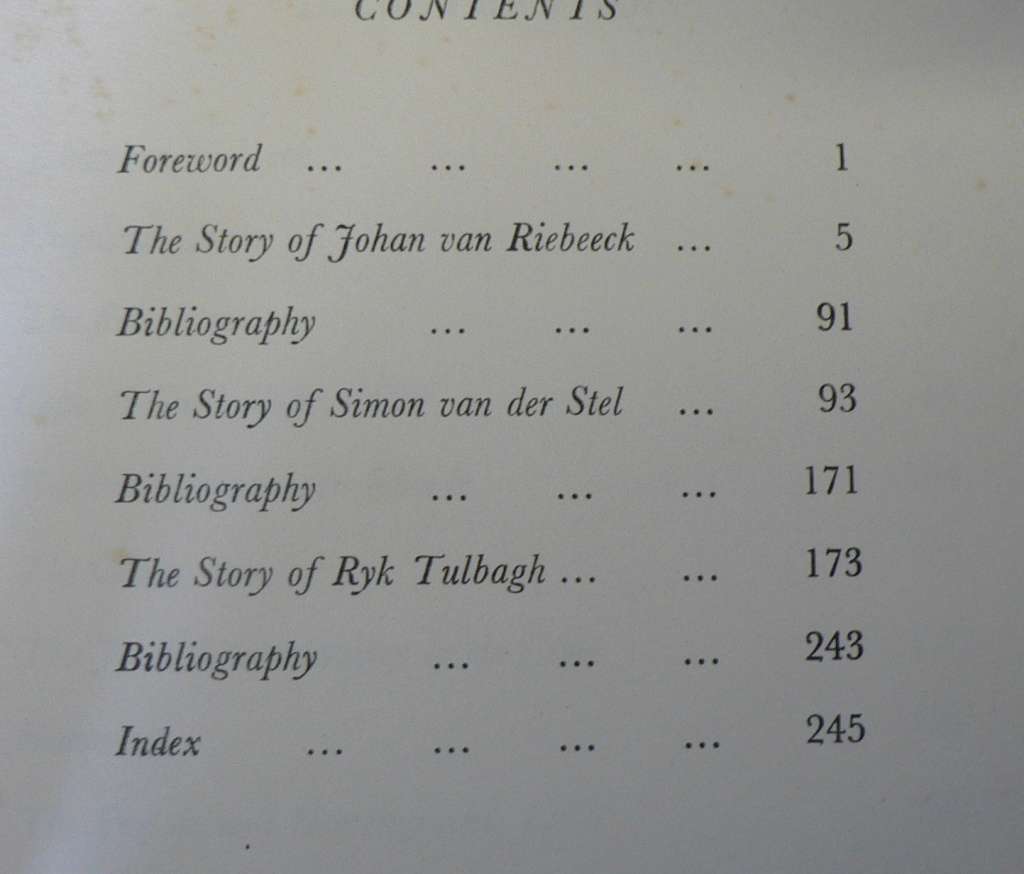 CONTENTS
Foreword ... ... ... ... 1
The Story of Johan van Riebeeck ... 5
Bibliography ... ... ... 91
The Story of Simon van der Stel ... 93
Bibliography ... ... ... 171
The Story of Ryk Tulbagh ... ... 173
Bibliography ... ... ... 243
Index ... ... ... ... 245